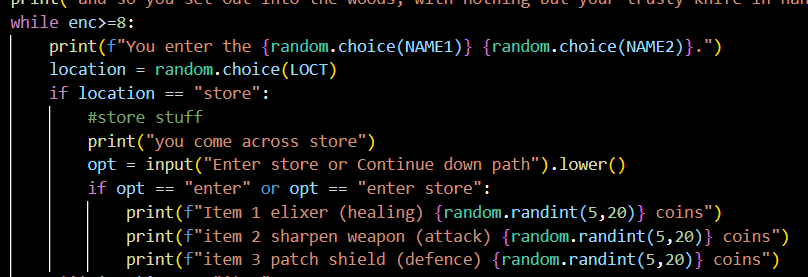 print("and so you set out into the woods, with nothing but your trusty knife in
while enc>=8:
print(f"You enter the {random.choice(NAME1)} {random.choice(NAME2)}.")
location = random.choice(LOCT)
if location == "store":
#store stuff
print("you come across store")
opt = input("Enter store or Continue down path").lower()
if opt == "enter" or opt == "enter store":
print(f"Item 1 elixer (healing) {random.randint(5,20)} coins")
print(f"item 2 sharpen weapon (attack) {random.randint(5,20)} coins")
print(f"item 3 patch shield (defence) {random.randint(5,20)} coins")